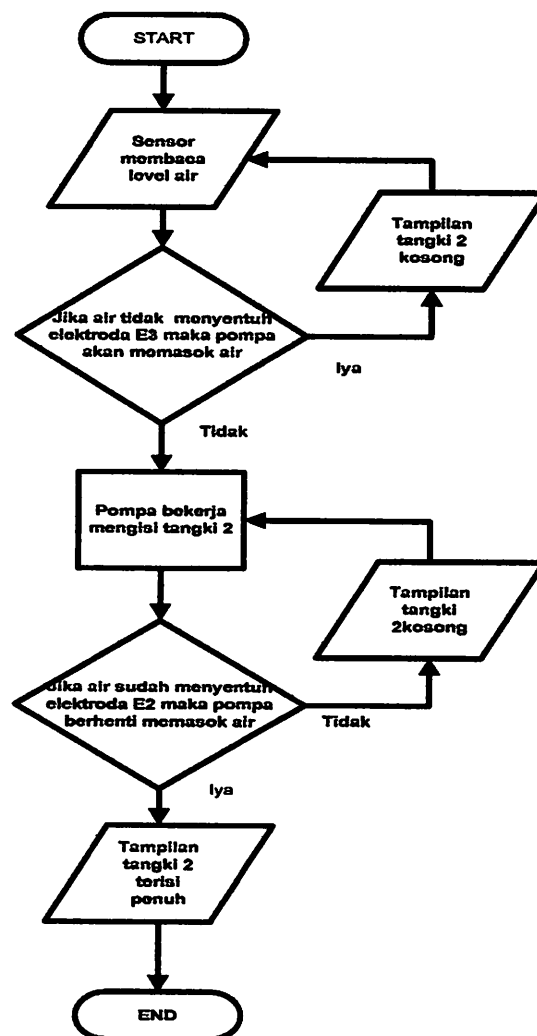 START
Sensor
membaca
level air
Tampilan
tangki 2
kosong
Jika air tidak menyentuh
elektroda E3 maka pompa
akan memasok air
Iya
Tidak
Pompa bekerja
mengisi tangki 2
Tampilan
tangki
2kosong
Jika air sudah menyentuh
elektroda E2 maka pompa
berhenti memasok air
Tidak
Iya
Tampilan
tangki 2
terisi
penuh
END